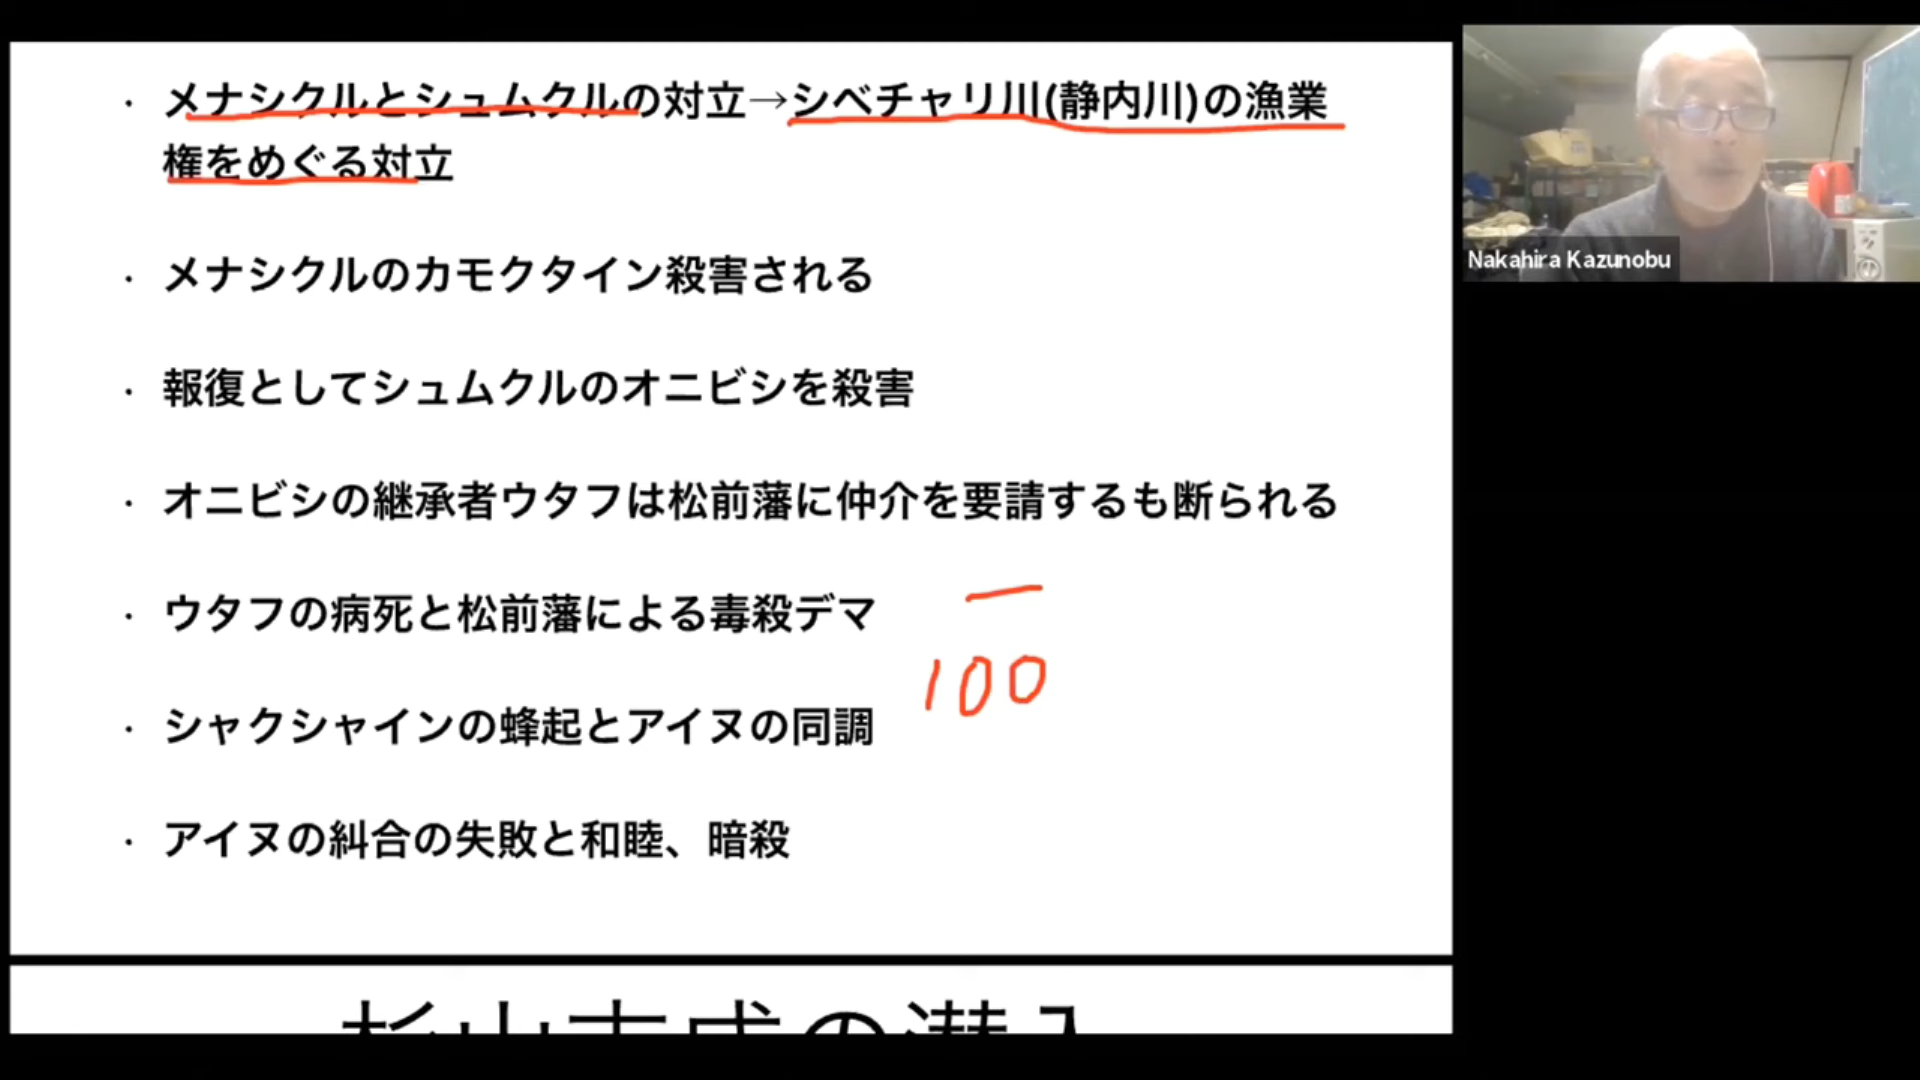 ・メナシクルとシュムクルの対立→シベチャリ川(静内川)の漁業
権をめぐる対立
・メナシクルのカモクタイン殺害される
・報復としてシュムクルのオニビシを殺害
・オニビシの継承者ウタフは松前藩に仲介を要請するも断られる
・ウタフの病死と松前藩による毒殺デマ
100
・シャクシャインの蜂起とアイヌの同調
・アイヌの糾合の失敗と和睦、暗殺
Nakahira Kazunobu